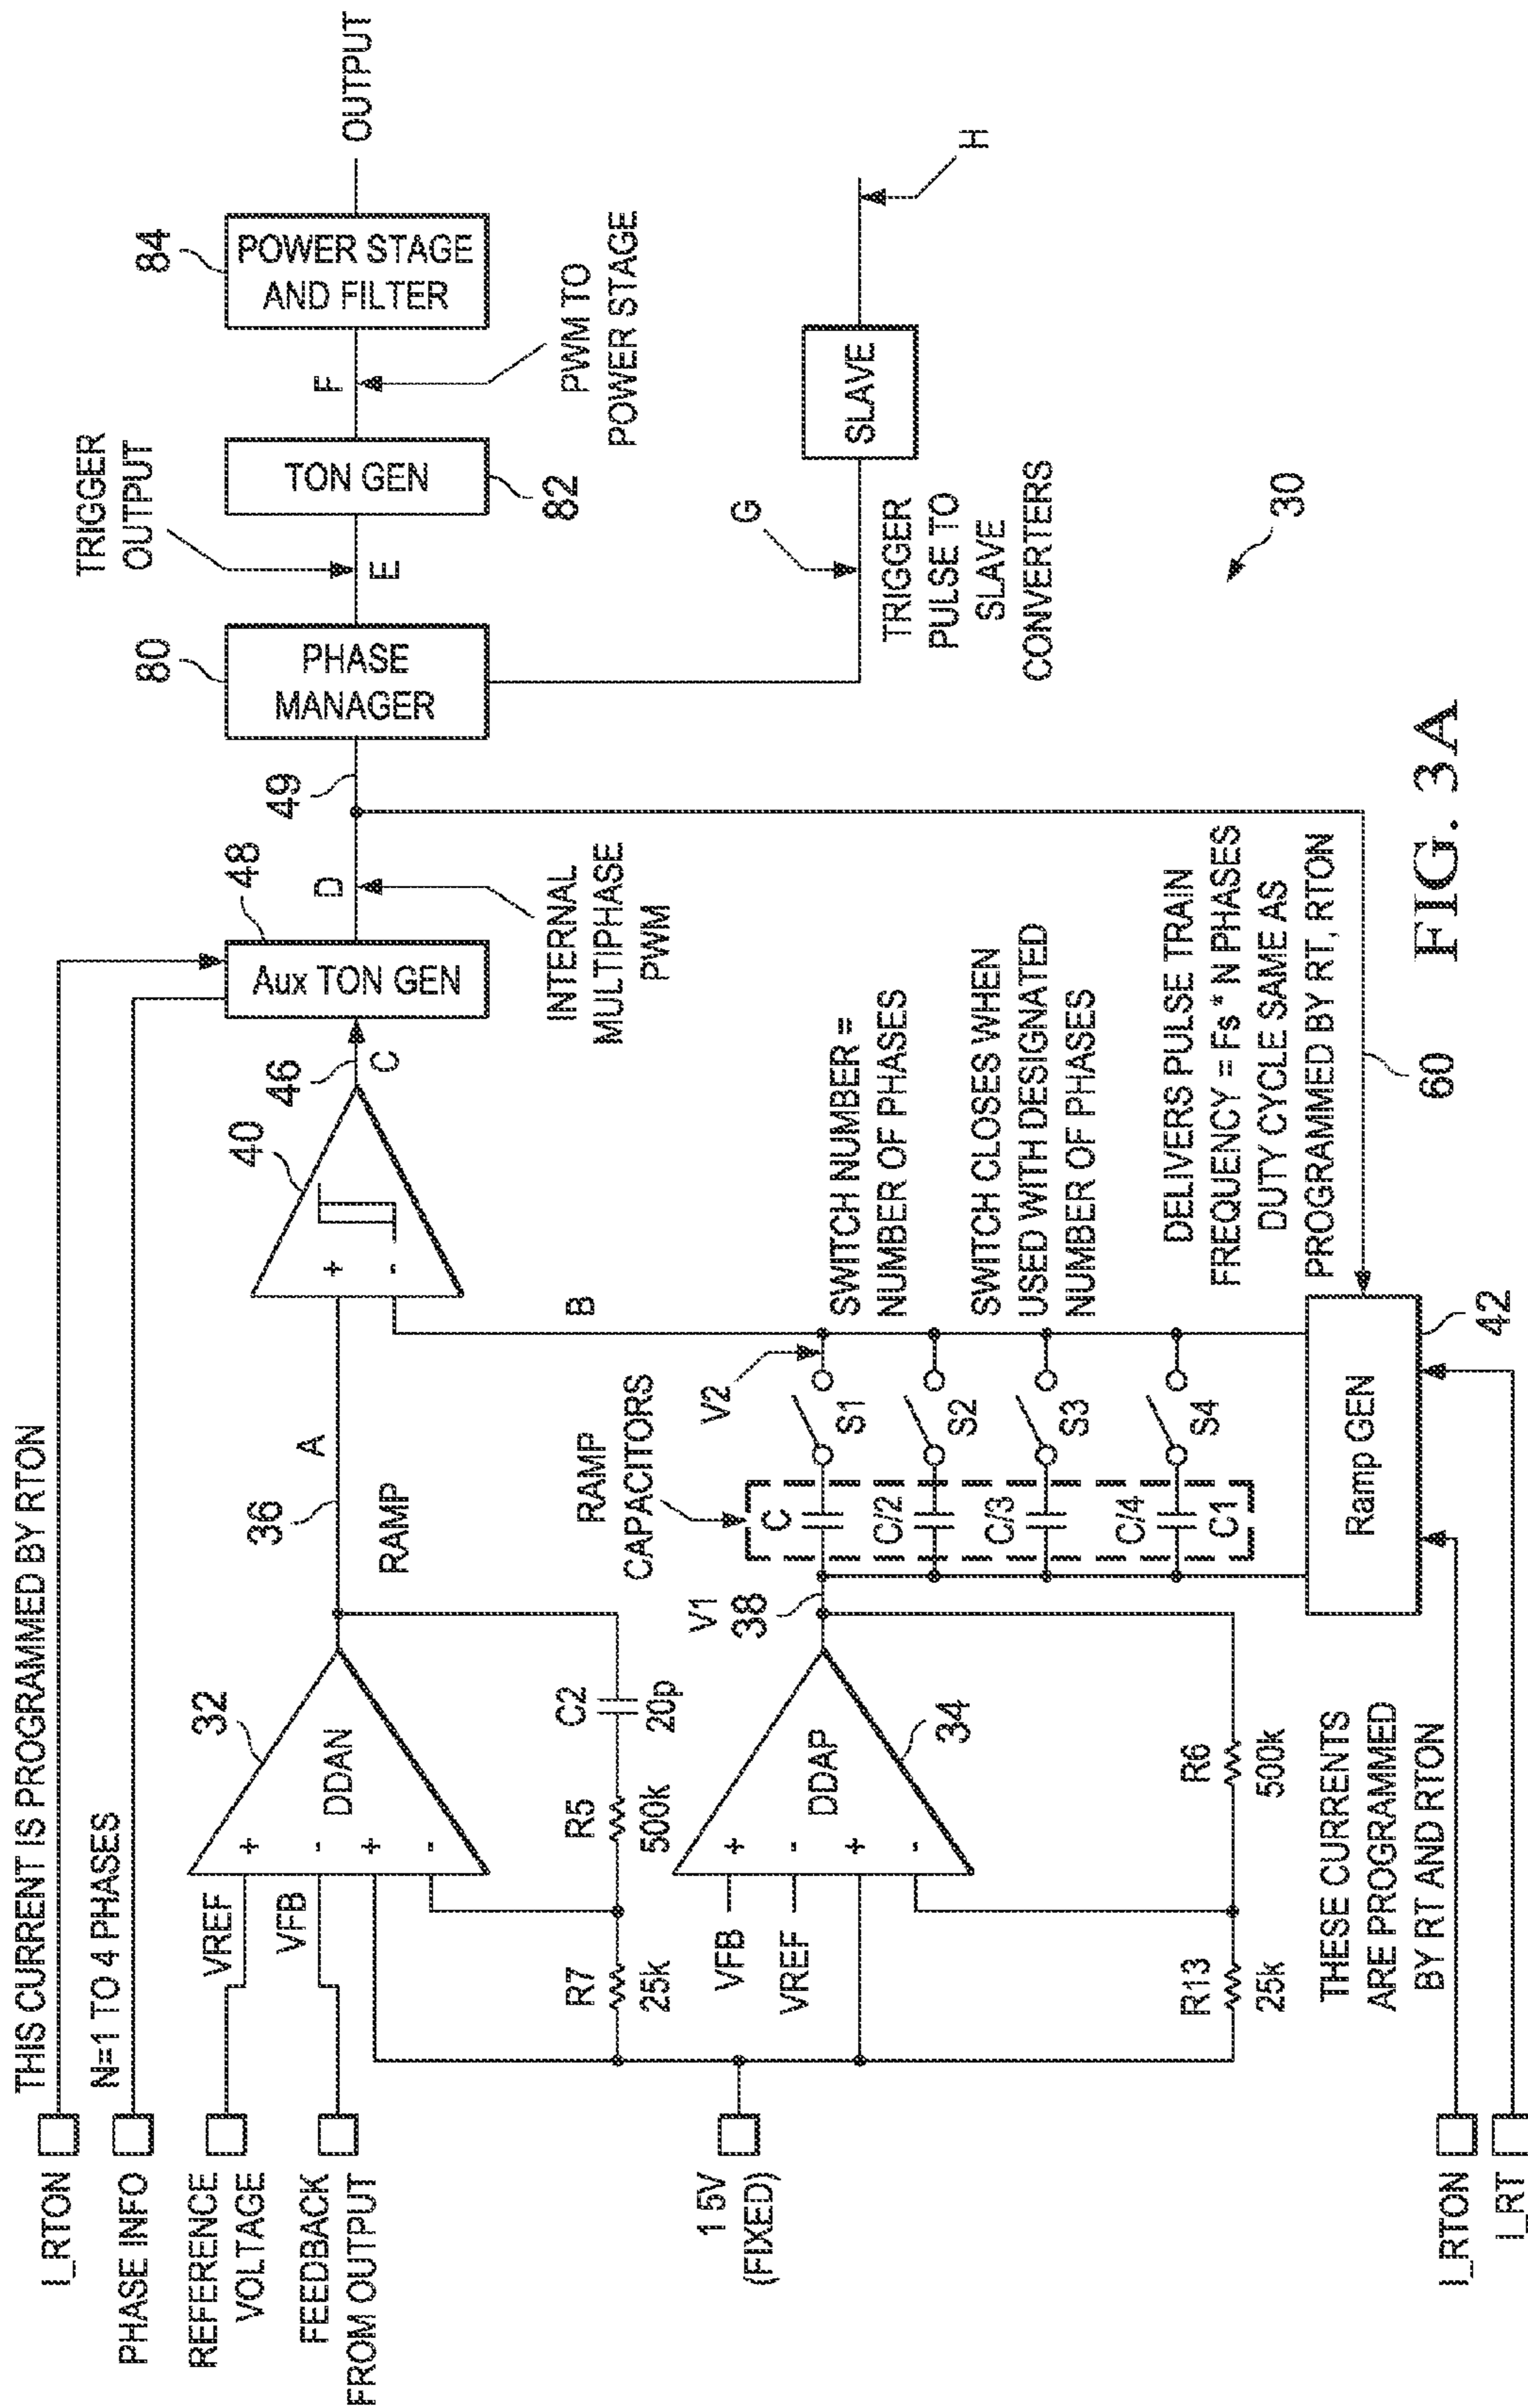 THIS CURRENT IS PROGRAMMED BY RTON
I_RTON
N=1 TO 4 PHASES
PHASE INFO
REFERENCE
VOLTAGE
VREF
FEEDBACK
FROM OUTPUT
VFB
32
DDAN
+
-
+
-
R7
25k
R5
500k
C2
20p
36
A
RAMP
40
+
-
46
C
48
Aux TON GEN
D
INTERNAL
MULTIPHASE
PWM
49
80
PHASE
MANAGER
TRIGGER
OUTPUT
E
TON GEN
82
F
PWM TO
POWER STAGE
84
POWER STAGE
AND FILTER
OUTPUT
G
TRIGGER
PULSE TO
SLAVE
CONVERTERS
SLAVE
H
30
1 5V
(FIXED)
VFB
VREF
+
-
+
-
DDAP
34
R13
25k
R6
500k
V1
38
RAMP
CAPACITORS
C
C/2
C/3
C/4
C1
V2
S1
S2
S3
S4
B
SWITCH NUMBER =
NUMBER OF PHASES
SWITCH CLOSES WHEN
USED WITH DESIGNATED
NUMBER OF PHASES
DELIVERS PULSE TRAIN
FREQUENCY = Fs * N PHASES
DUTY CYCLE SAME AS
PROGRAMMED BY RT, RTON
60
Ramp GEN
42
THESE CURRENTS
ARE PROGRAMMED
BY RT AND RTON
I_RTON
I_RT
FIG. 3A